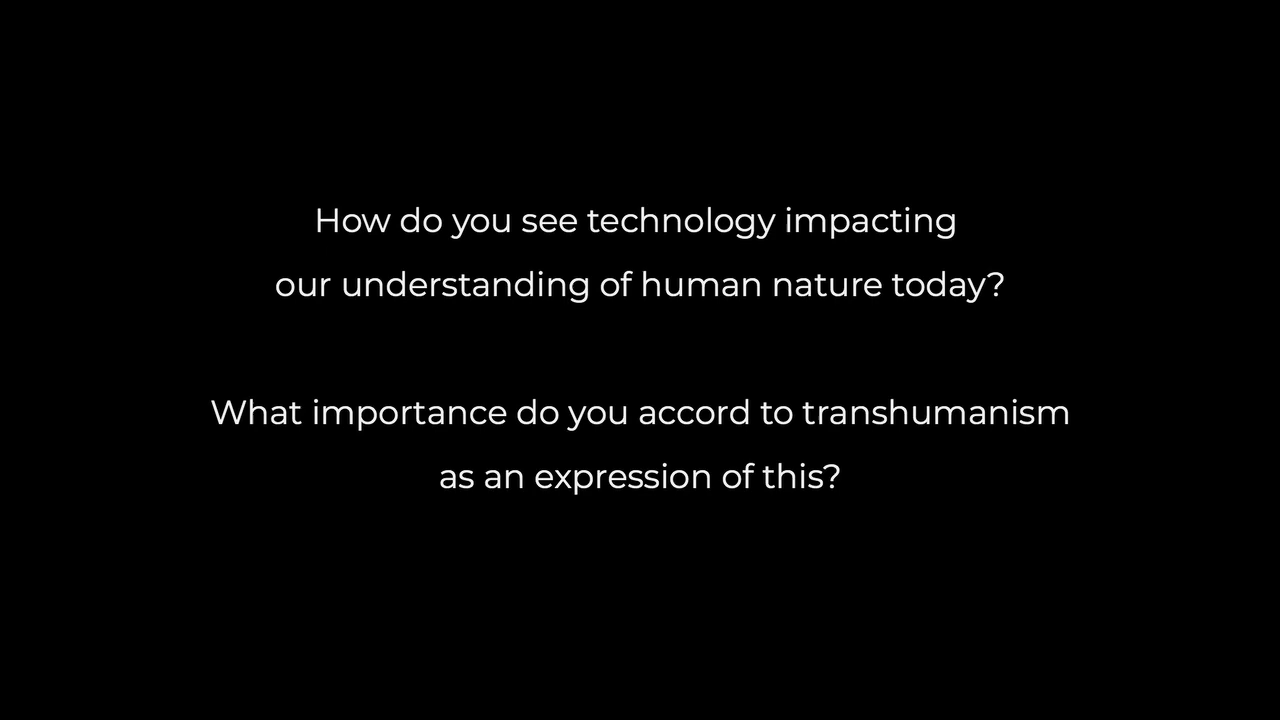 How do you see technology impacting
our understanding of human nature today?
What importance do you accord to transhumanism
as an expression of this?